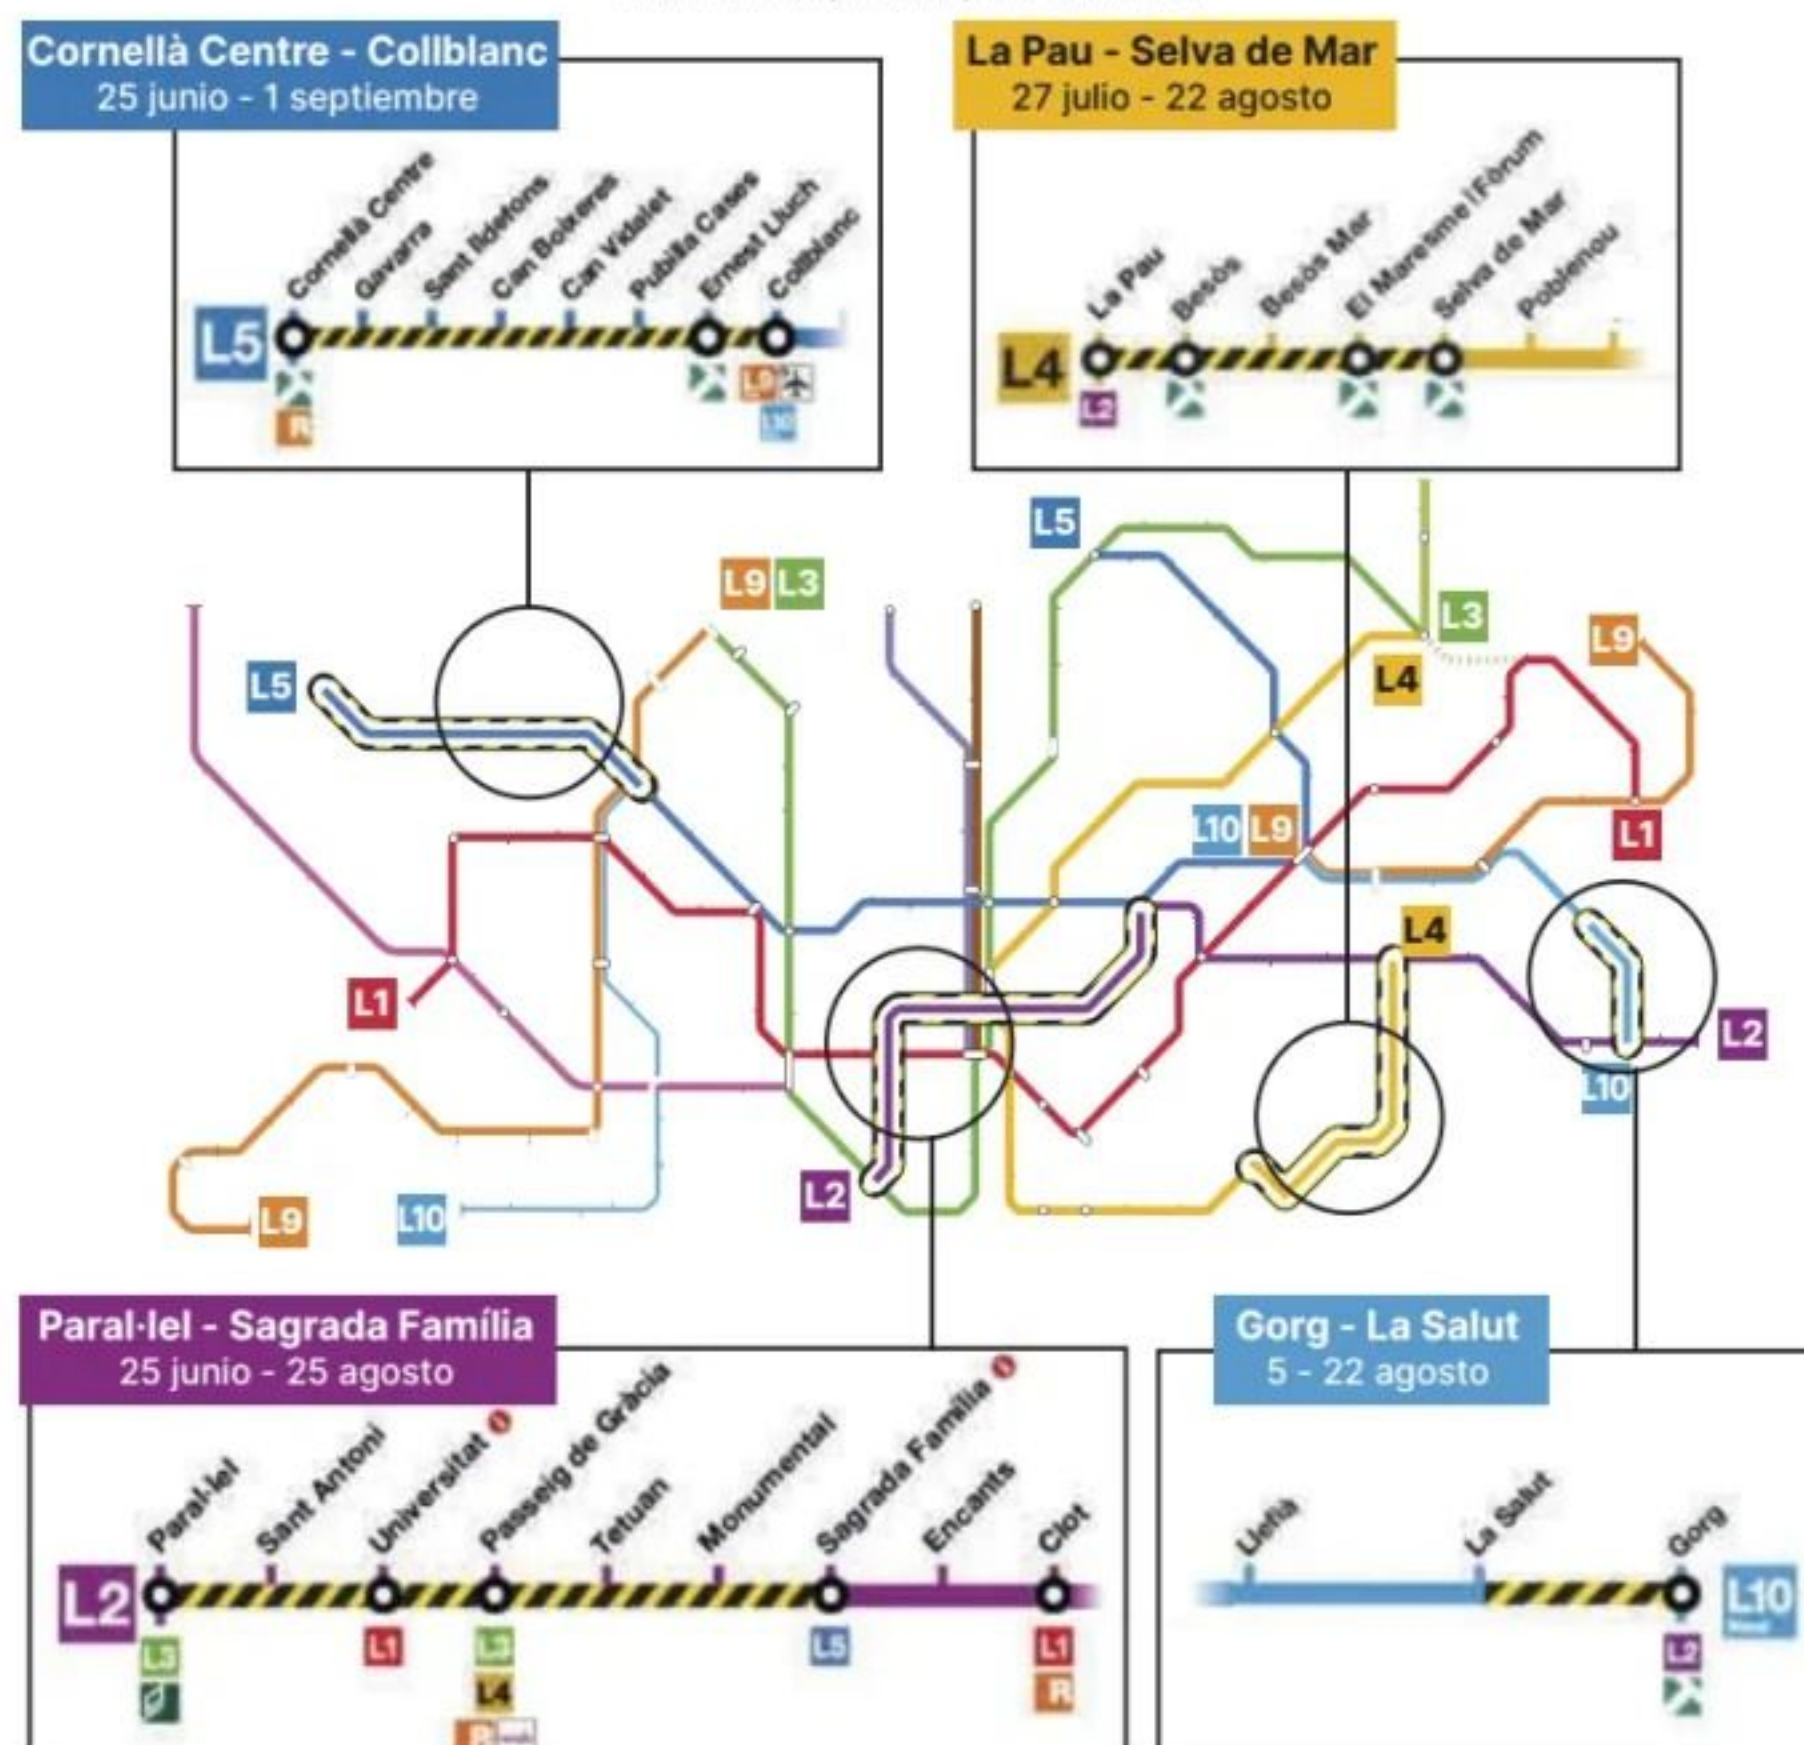 Cornellà Centre - Collblanc
25 junio - 1 septiembre
La Pau - Selva de Mar
27 julio - 22 agosto
Cornellà Centre
Gavarra
Sant Ildefons
Can Boixeres
Can Vidalet
Pubilla Cases
Ernest Lluch
Collblanc
L5
R
L9
L10
La Pau
Besòs
Besòs Mar
El Maresme | Fòrum
Selva de Mar
Poblenou
L4
L2
L5
L9 L3
L3
L9
L5
L4
L10 L9
L1
L4
L1
L2
L10
L2
L9
L10
Paral·lel - Sagrada Família
25 junio - 25 agosto
Gorg - La Salut
5 - 22 agosto
Paral·lel
Sant Antoni
Universitat
Passeig de Gràcia
Tetuan
Monumental
Sagrada Família
Encants
Clot
L2
L3
L1
L3
L4
R
L5
L1
R
Llefià
La Salut
Gorg
L10
Nord
L2